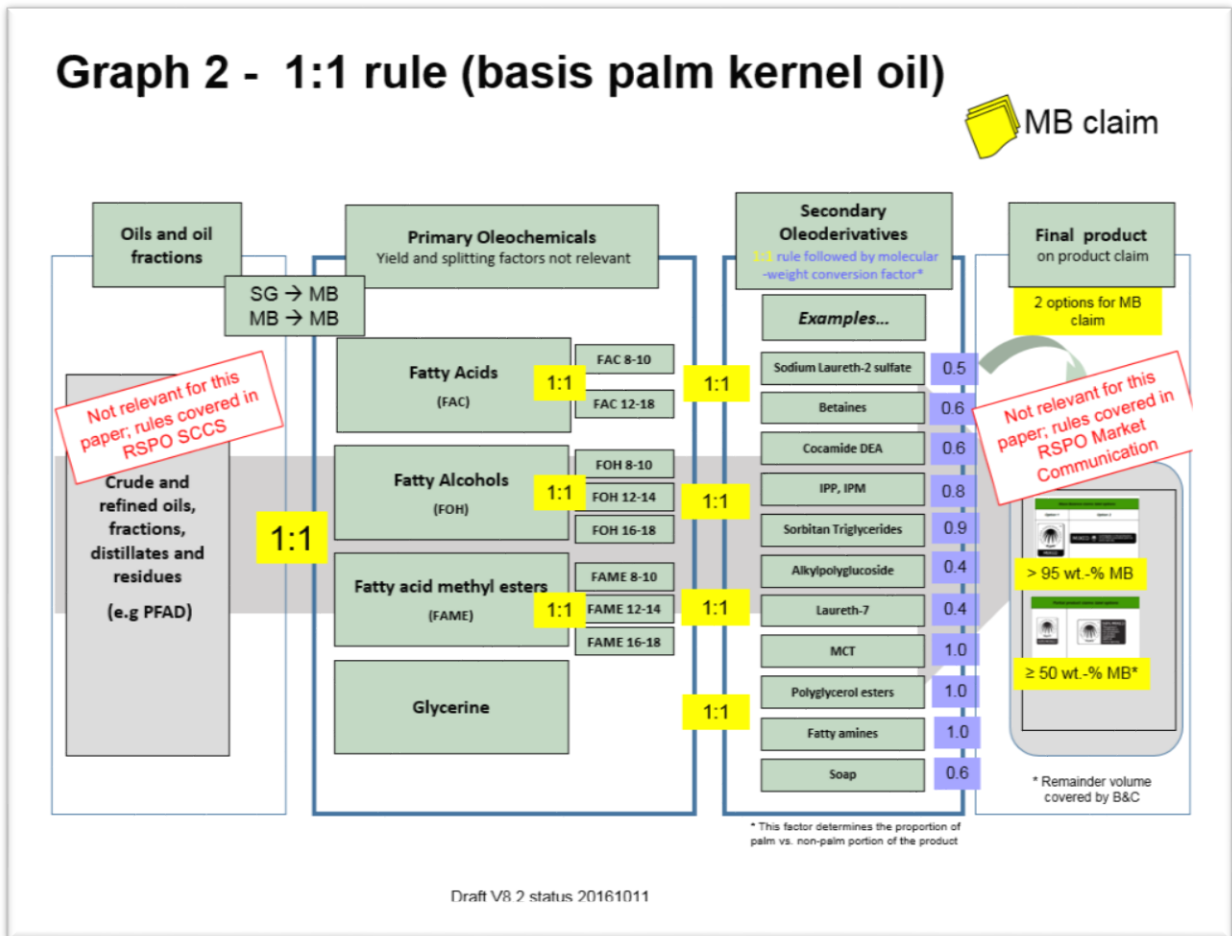 Graph 2 - 1:1 rule (basis palm kernel oil)
MB claim
Oils and oil
fractions
SG → MB
MB → MB
Not relevant for this
paper; rules covered in
RSPO SCCS
Crude and
refined oils,
fractions,
distillates and
residues
(e.g PFAD)
1:1
Primary Oleochemicals
Yield and splitting factors not relevant
Fatty Acids
(FAC)
1:1
FAC 8-10
FAC 12-18
Fatty Alcohols
(FOH)
1:1
FOH 8-10
FOH 12-14
FOH 16-18
Fatty acid methyl esters
(FAME)
1:1
FAME 8-10
FAME 12-14
FAME 16-18
Glycerine
1:1
1:1
1:1
1:1
Secondary
Oleoderivatives
1:1 rule followed by molecular
-weight conversion factor*
Examples...
Sodium Laureth-2 sulfate 0.5
Betaines 0.6
Cocamide DEA 0.6
IPP, IPM 0.8
Sorbitan Triglycerides 0.9
Alkylpolyglucoside 0.4
Laureth-7 0.4
MCT 1.0
Polyglycerol esters 1.0
Fatty amines 1.0
Soap 0.6
* This factor determines the proportion of
palm vs. non-palm portion of the product
Final product
on product claim
2 options for MB
claim
Not relevant for this
paper; rules covered in
RSPO Market
Communication
> 95 wt.-% MB
≥ 50 wt.-% MB*
* Remainder volume
covered by B&C
Draft V8.2 status 20161011